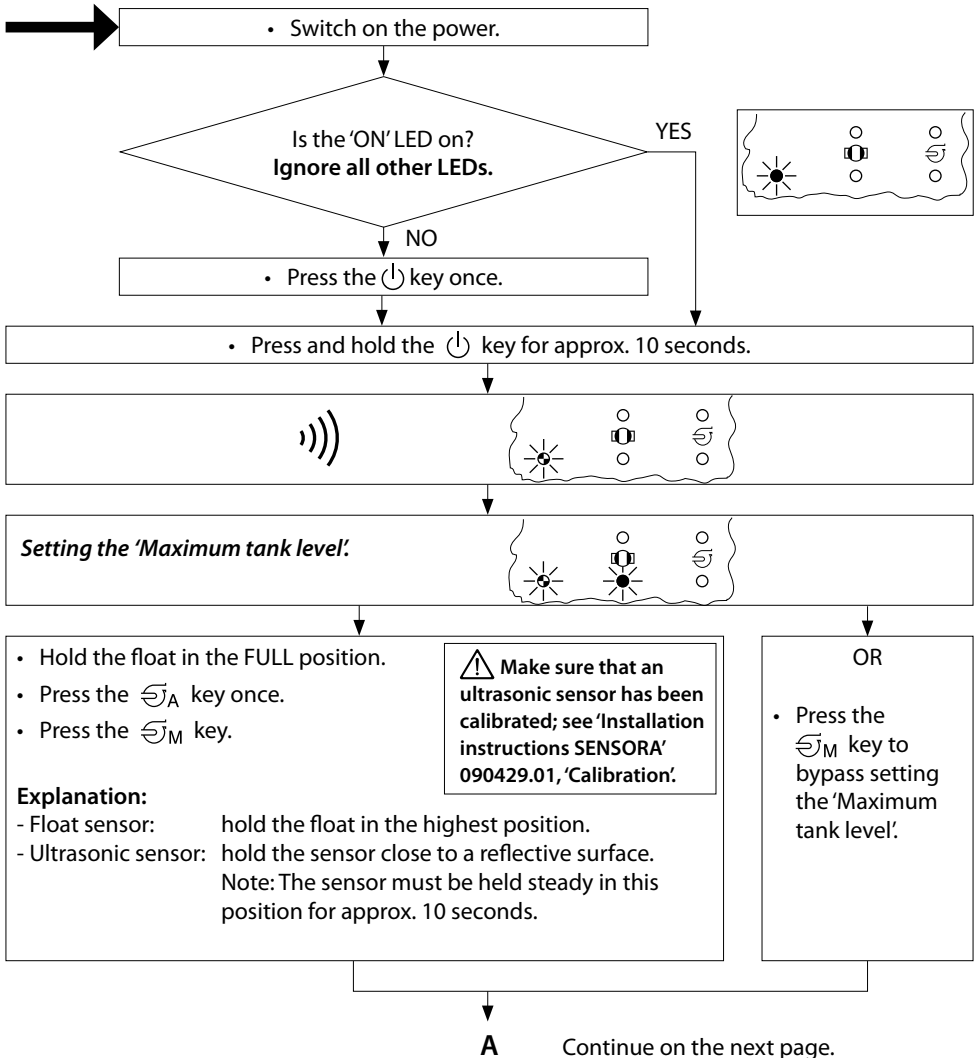 • Switch on the power.
Is the ‘ON’ LED on?
Ignore all other LEDs.
YES
NO
• Press the key once.
• Press and hold the key for approx. 10 seconds.
Setting the ‘Maximum tank level’.
• Hold the float in the FULL position.
• Press the A key once.
• Press the M key.
Make sure that an
ultrasonic sensor has been
calibrated; see ‘Installation
instructions SENSORA’
090429.01, ‘Calibration’.
Explanation:
- Float sensor: hold the float in the highest position.
- Ultrasonic sensor: hold the sensor close to a reflective surface.
Note: The sensor must be held steady in this
position for approx. 10 seconds.
OR
• Press the
M key to
bypass setting
the ‘Maximum
tank level’.
A Continue on the next page.